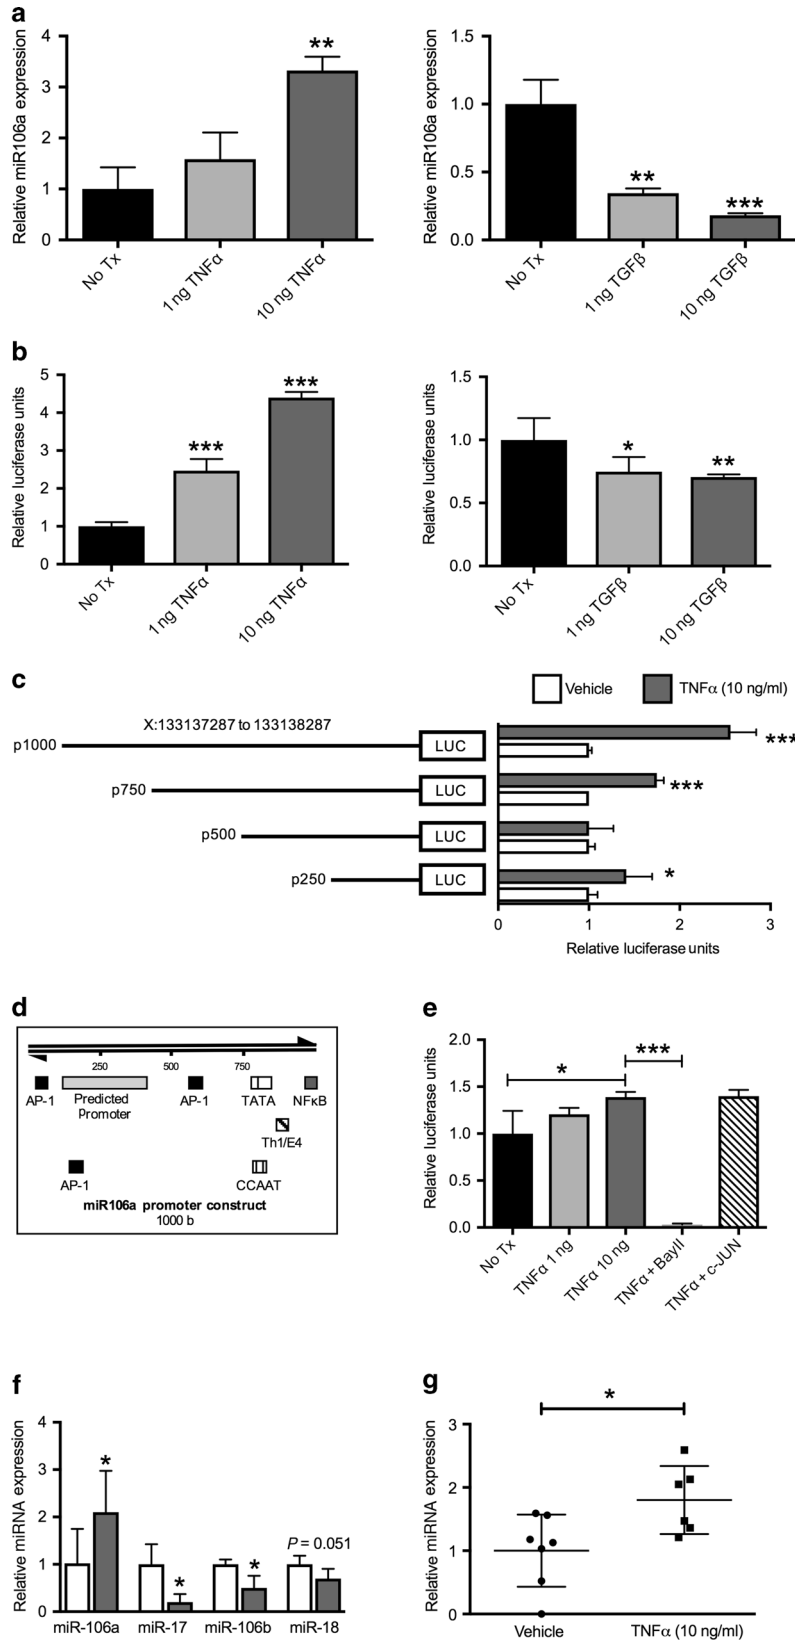 a
Relative miR106a expression
4
3
2
1
0
**
No Tx
1 ng TNFα
10 ng TNFα
Relative miR106a expression
1.5
1.0
0.5
0.0
**
***
No Tx
1 ng TGFβ
10 ng TGFβ
b
Relative luciferase units
5
4
3
2
1
0
***
***
No Tx
1 ng TNFα
10 ng TNFα
Relative luciferase units
1.5
1.0
0.5
0.0
*
**
No Tx
1 ng TGFβ
10 ng TGFβ
c
Vehicle
TNFα (10 ng/ml)
X:133137287 to 133138287
p1000
LUC
***
p750
LUC
***
p500
LUC
p250
LUC
*
0 1 2 3
Relative luciferase units
d
250 500 750
AP-1
Predicted
Promoter
AP-1
TATA
NFκB
Th1/E4
AP-1
CCAAT
miR106a promoter construct
1000 b
e
Relative luciferase units
2.0
1.5
1.0
0.5
0.0
*
***
No Tx
TNFα 1 ng
TNFα 10 ng
TNFα + BayII
TNFα + c-JUN
f
Relative miRNA expression
4
3
2
1
0
*
*
*
P = 0.051
miR-106a
miR-17
miR-106b
miR-18
g
Relative miRNA expression
3
2
1
0
*
Vehicle
TNFα (10 ng/ml)